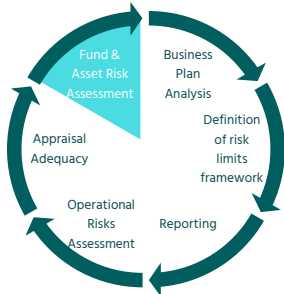 Fund &
Asset Risk
Assessment
Business
Plan
Analysis
Definition
of risk
limits
framework
Reporting
Operational
Risks
Assessment
Appraisal
Adequacy